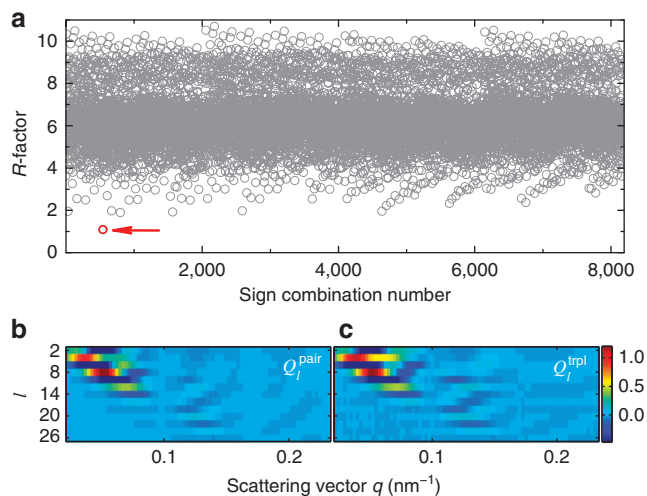 a
10
8
6
4
2
0
R-factor
2,000 4,000 6,000 8,000
Sign combination number
b
c
2
8
14
20
26
l
Q_l^pair
Q_l^trpl
1.0
0.5
0.0
0.1 0.2 0.1 0.2
Scattering vector q (nm⁻¹)